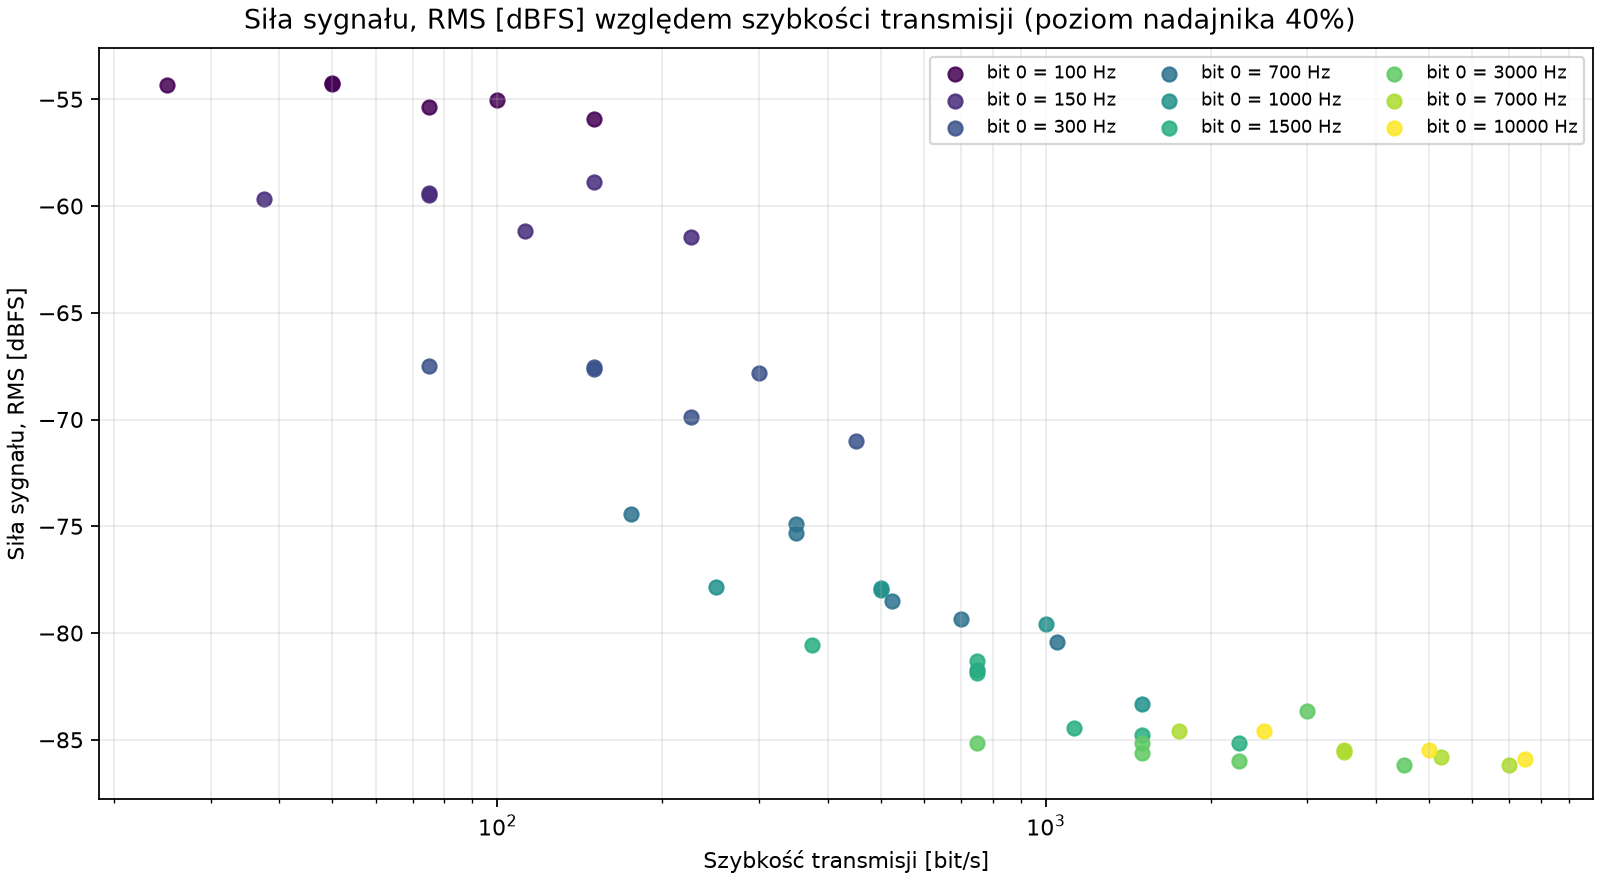 Siła sygnału, RMS [dBFS] względem szybkości transmisji (poziom nadajnika 40%)
bit 0 = 100 Hz
bit 0 = 150 Hz
bit 0 = 300 Hz
bit 0 = 700 Hz
bit 0 = 1000 Hz
bit 0 = 1500 Hz
bit 0 = 3000 Hz
bit 0 = 7000 Hz
bit 0 = 10000 Hz
Siła sygnału, RMS [dBFS]
−55
−60
−65
−70
−75
−80
−85
10²
10³
Szybkość transmisji [bit/s]